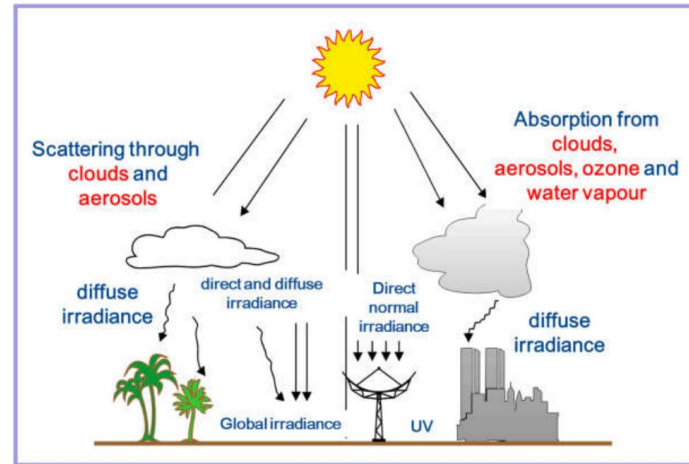 Scattering through
clouds and
aerosols
Absorption from
clouds,
aerosols, ozone and
water vapour
diffuse
irradiance
direct and diffuse
irradiance
Direct
normal
irradiance
diffuse
irradiance
Global irradiance
UV